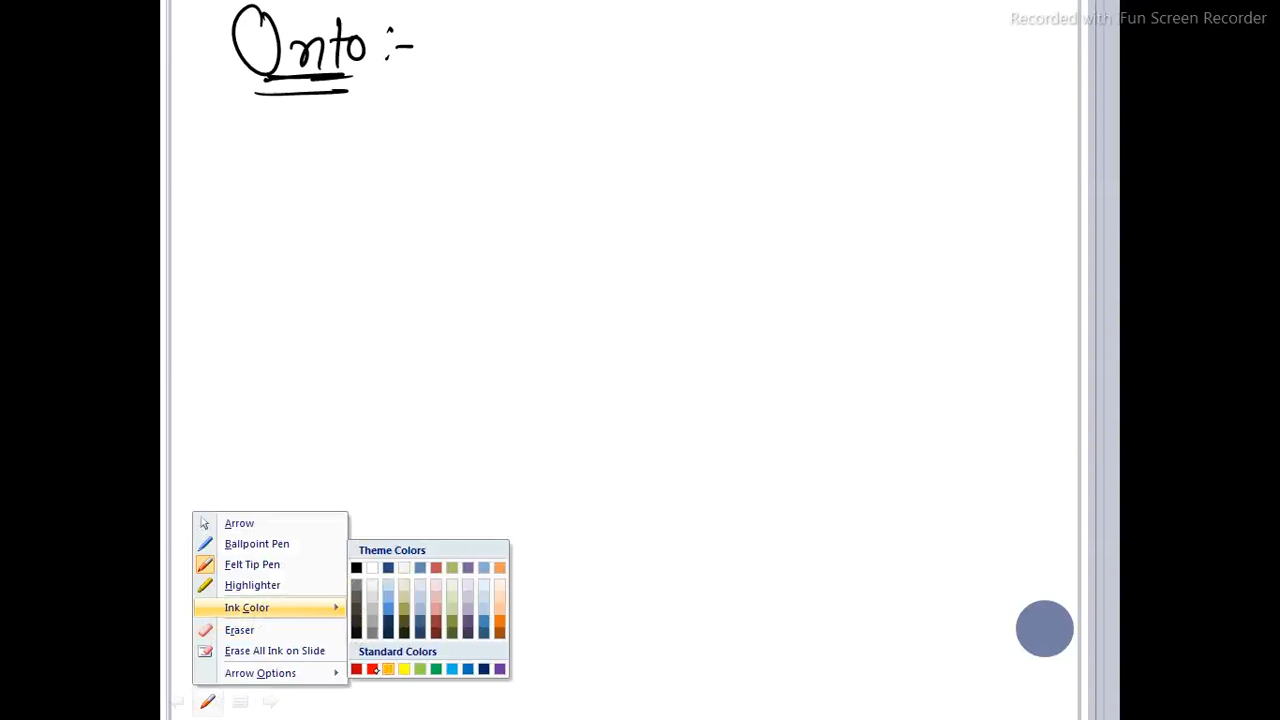 Recorded with iFun Screen Recorder
Onto :-
Arrow
Ballpoint Pen
Felt Tip Pen
Highlighter
Ink Color
Eraser
Erase All Ink on Slide
Arrow Options
Theme Colors
Standard Colors